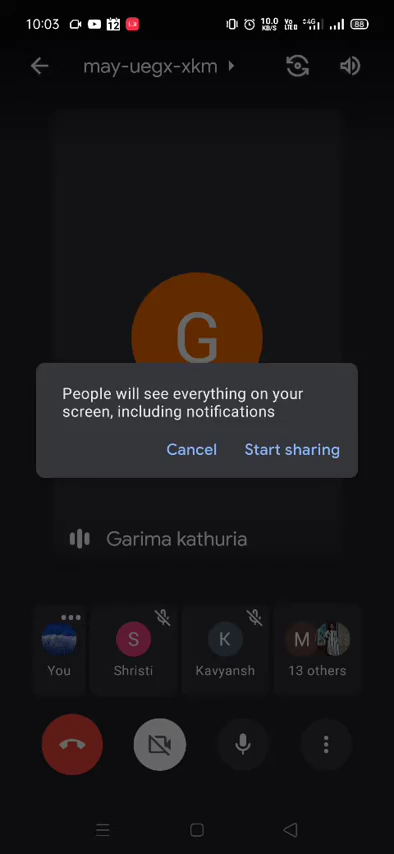 10:03
12
10.0
KB/S
Vo
LTE
4G
88
may-uegx-xkm
G
People will see everything on your
screen, including notifications
Cancel
Start sharing
Garima kathuria
You
S
Shristi
K
Kavyansh
M
13 others